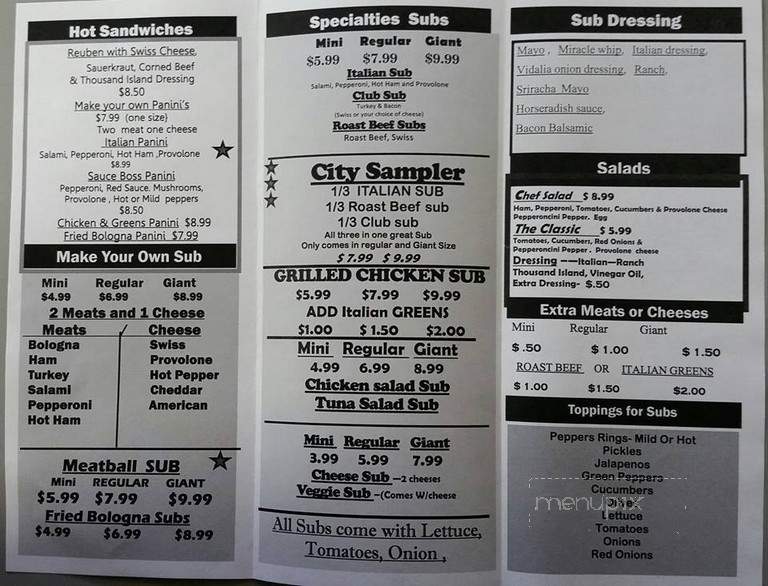 Hot Sandwiches
Reuben with Swiss Cheese,
Sauerkraut, Corned Beef
& Thousand Island Dressing
$8.50
Make your own Panini's
$7.99 (one size)
Two meat one cheese
Italian Panini
Salami, Pepperoni, Hot Ham ,Provolone
$8.99
Sauce Boss Panini
Pepperoni, Red Sauce. Mushrooms,
Provolone , Hot or Mild peppers
$8.50
Chicken & Greens Panini $8.99
Fried Bologna Panini $7.99
Make Your Own Sub
Mini Regular Giant
$4.99 $6.99 $8.99
2 Meats and 1 Cheese
Meats Cheese
Bologna Swiss
Ham Provolone
Turkey Hot Pepper
Salami Cheddar
Pepperoni American
Hot Ham
Meatball SUB
Mini REGULAR GIANT
$5.99 $7.99 $9.99
Fried Bologna Subs
$4.99 $6.99 $8.99
Specialties Subs
Mini Regular Giant
$5.99 $7.99 $9.99
Italian Sub
Salami, Pepperoni, Hot Ham and Provolone
Club Sub
Turkey & Bacon
(Swiss or your choice of cheese)
Roast Beef Subs
Roast Beef, Swiss
City Sampler
1/3 ITALIAN SUB
1/3 Roast Beef sub
1/3 Club sub
All three in one great Sub
Only comes in regular and Giant Size
$7.99 $9.99
GRILLED CHICKEN SUB
$5.99 $7.99 $9.99
ADD Italian GREENS
$1.00 $1.50 $2.00
Mini Regular Giant
4.99 6.99 8.99
Chicken salad Sub
Tuna Salad Sub
Mini Regular Giant
3.99 5.99 7.99
Cheese Sub –2 cheeses
Veggie Sub –(Comes W/cheese
All Subs come with Lettuce,
Tomatoes, Onion ,
Sub Dressing
Mayo , Miracle whip, Italian dressing,
Vidalia onion dressing, Ranch,
Sriracha Mayo
Horseradish sauce,
Bacon Balsamic
Salads
Chef Salad $ 8.99
Ham, Pepperoni, Tomatoes, Cucumbers & Provolone Cheese
Pepperoncini Pepper. Egg
The Classic $ 5.99
Tomatoes, Cucumbers, Red Onions &
Pepperoncini Pepper . Provolone cheese
Dressing ——Italian—Ranch
Thousand Island, Vinegar Oil,
Extra Dressing- $.50
Extra Meats or Cheeses
Mini Regular Giant
$ .50 $ 1.00 $ 1.50
ROAST BEEF OR ITALIAN GREENS
$ 1.00 $1.50 $2.00
Toppings for Subs
Peppers Rings- Mild Or Hot
Pickles
Jalapenos
Green Peppers
Cucumbers
menupix
Lettuce
Tomatoes
Onions
Red Onions